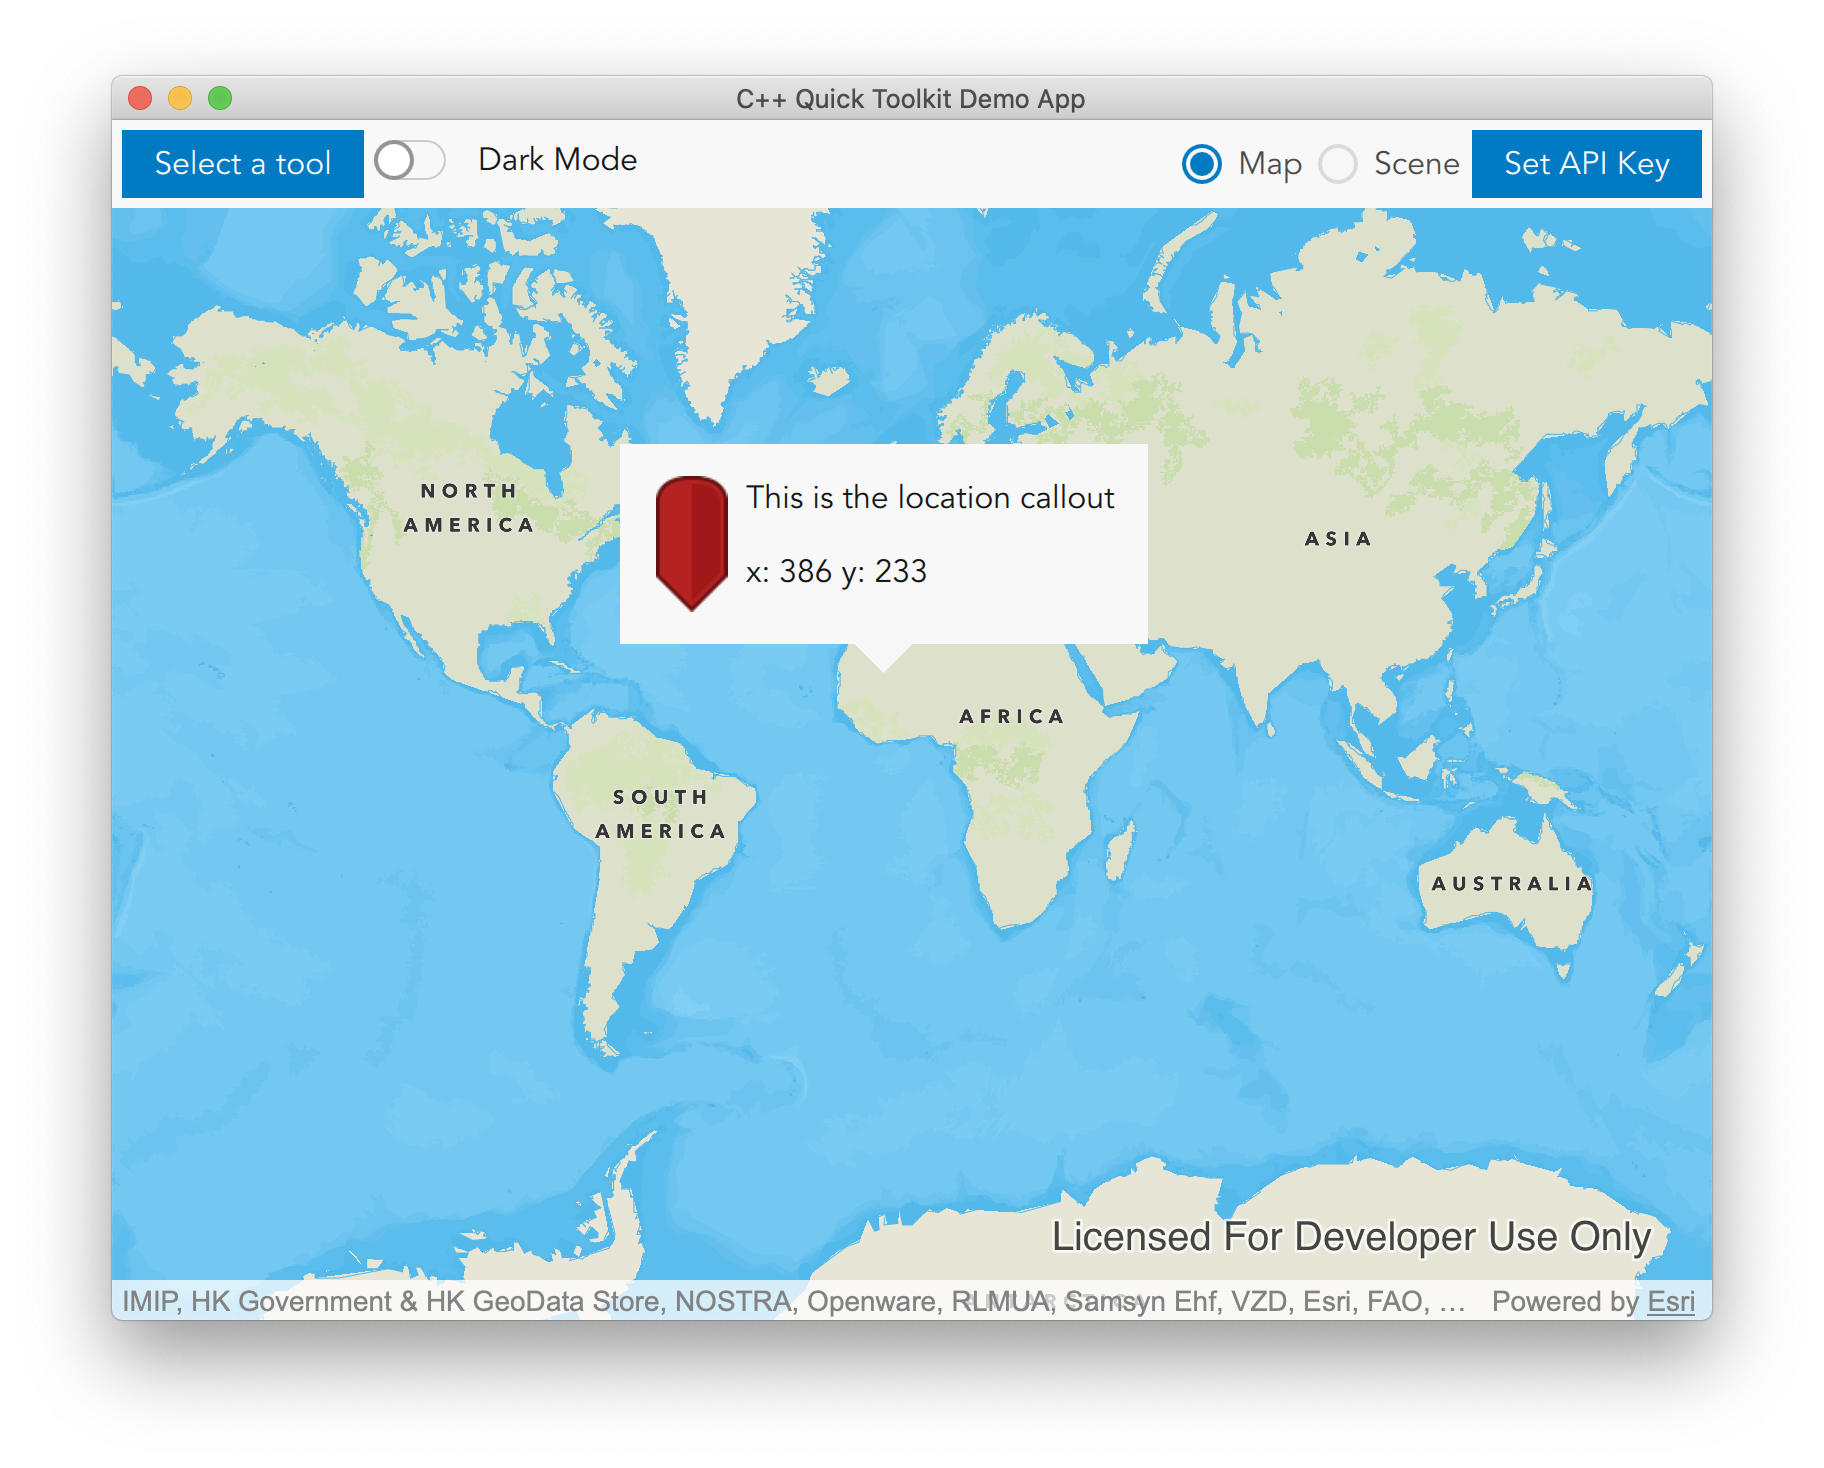 C++ Quick Toolkit Demo App
Select a tool
Dark Mode
Map
Scene
Set API Key
This is the location callout
x: 386 y: 233
NORTH
AMERICA
ASIA
AFRICA
SOUTH
AMERICA
AUSTRALIA
Licensed For Developer Use Only
IMIP, HK Government & HK GeoData Store, NOSTRA, Openware, RLMUA, Samsyn Ehf, VZD, Esri, FAO, …
Powered by Esri